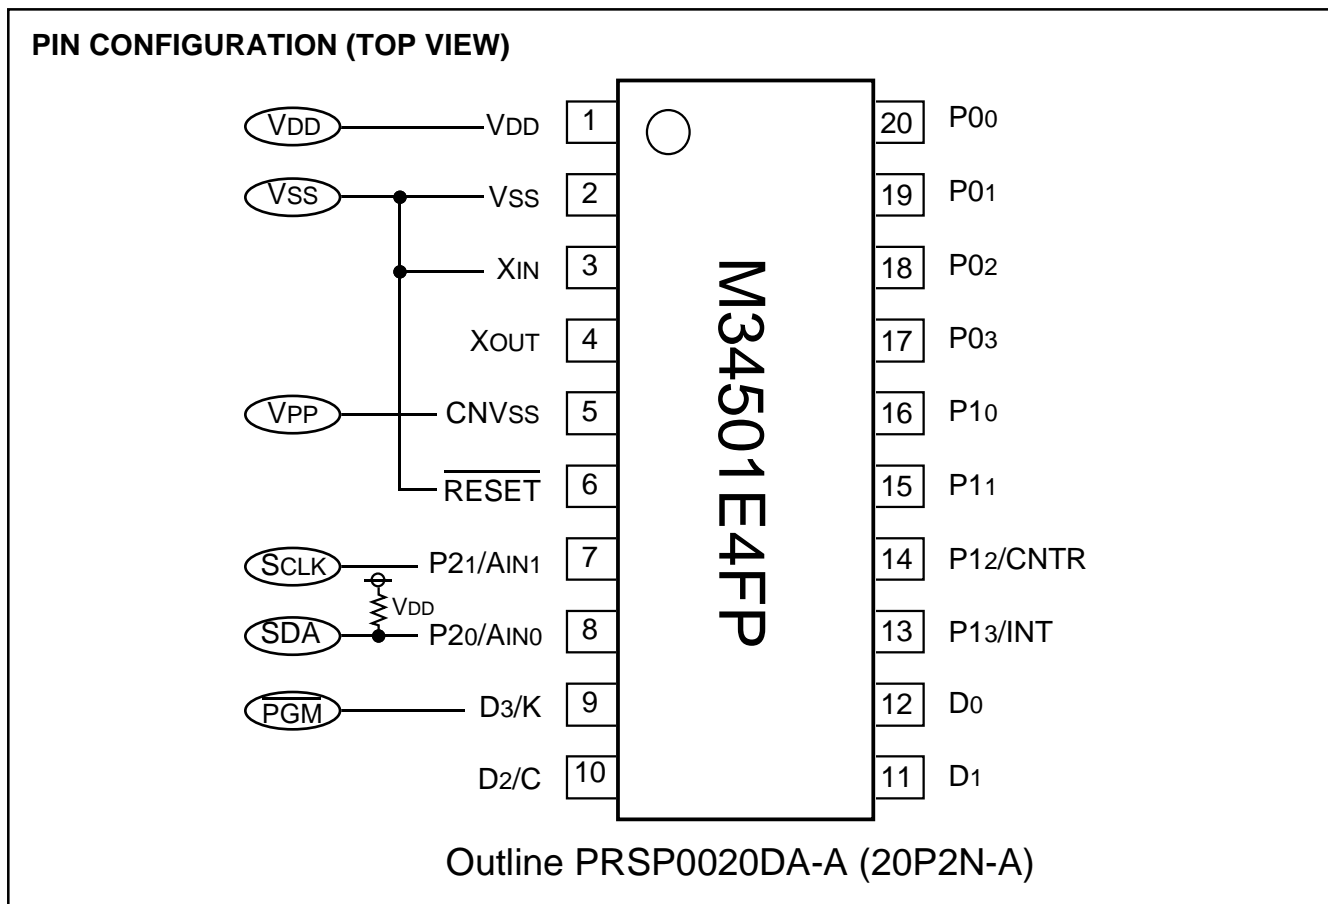 PIN CONFIGURATION (TOP VIEW)
VDD VDD 1 20 P00
VSS VSS 2 19 P01
XIN 3 18 P02
XOUT 4 17 P03
VPP CNVSS 5 16 P10
RESET 6 15 P11
SCLK P21/AIN1 7 14 P12/CNTR
VDD
SDA P20/AIN0 8 13 P13/INT
PGM D3/K 9 12 D0
D2/C 10 11 D1
M34501E4FP
Outline PRSP0020DA-A (20P2N-A)